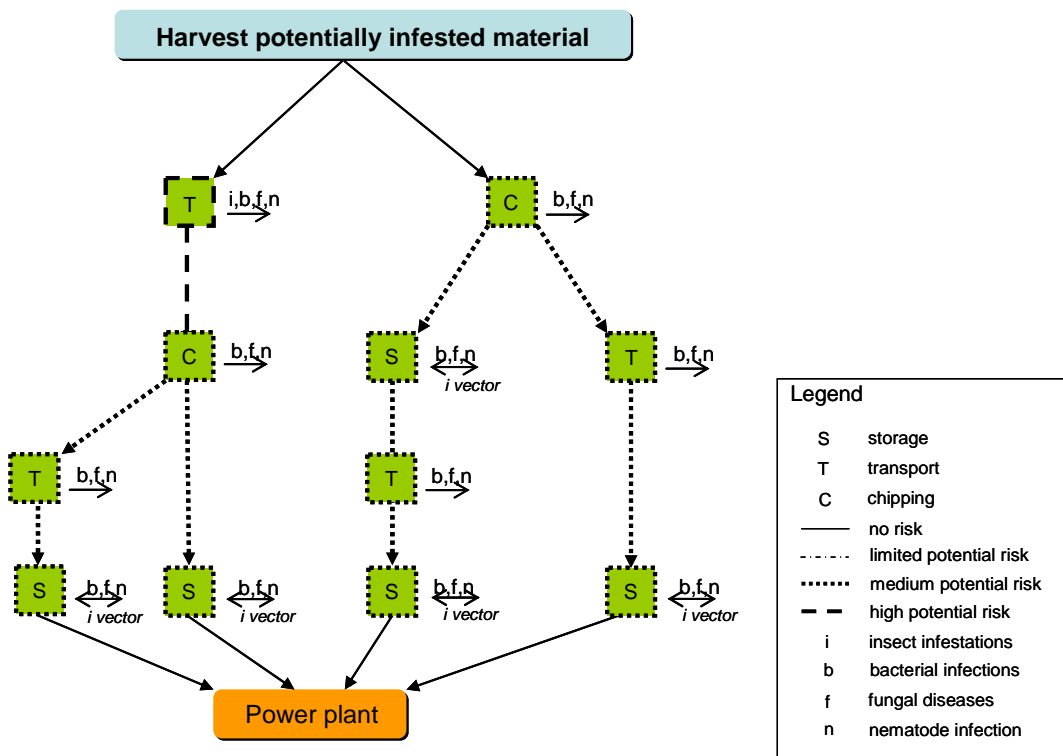 Harvest potentially infested material
T
i,b,f,n
C
b,f,n
C
b,f,n
S
b,f,n
i vector
T
b,f,n
T
b,f,n
T
b,f,n
S
b,f,n
i vector
S
b,f,n
i vector
S
b,f,n
i vector
S
b,f,n
i vector
Power plant
Legend
S storage
T transport
C chipping
no risk
limited potential risk
medium potential risk
high potential risk
i insect infestations
b bacterial infections
f fungal diseases
n nematode infection